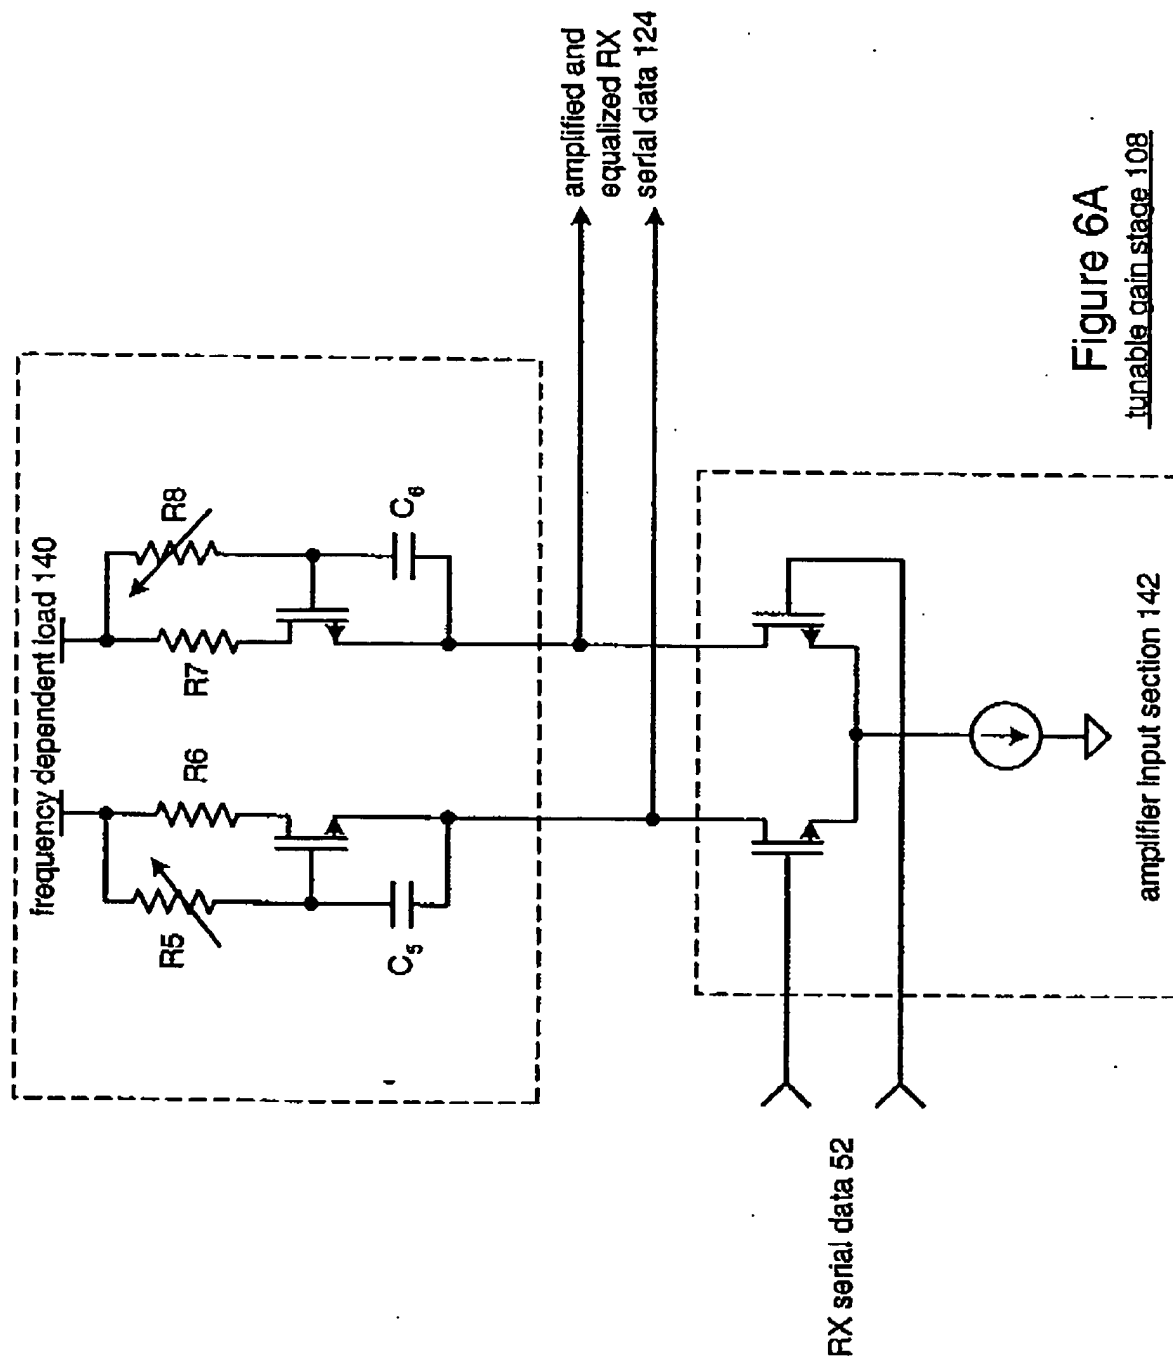 frequency dependent load 140
R5
R6
R7
R8
C5
C6
amplified and
equalized RX
serial data 124
RX serial data 52
amplifier input section 142
Figure 6A
tunable gain stage 108